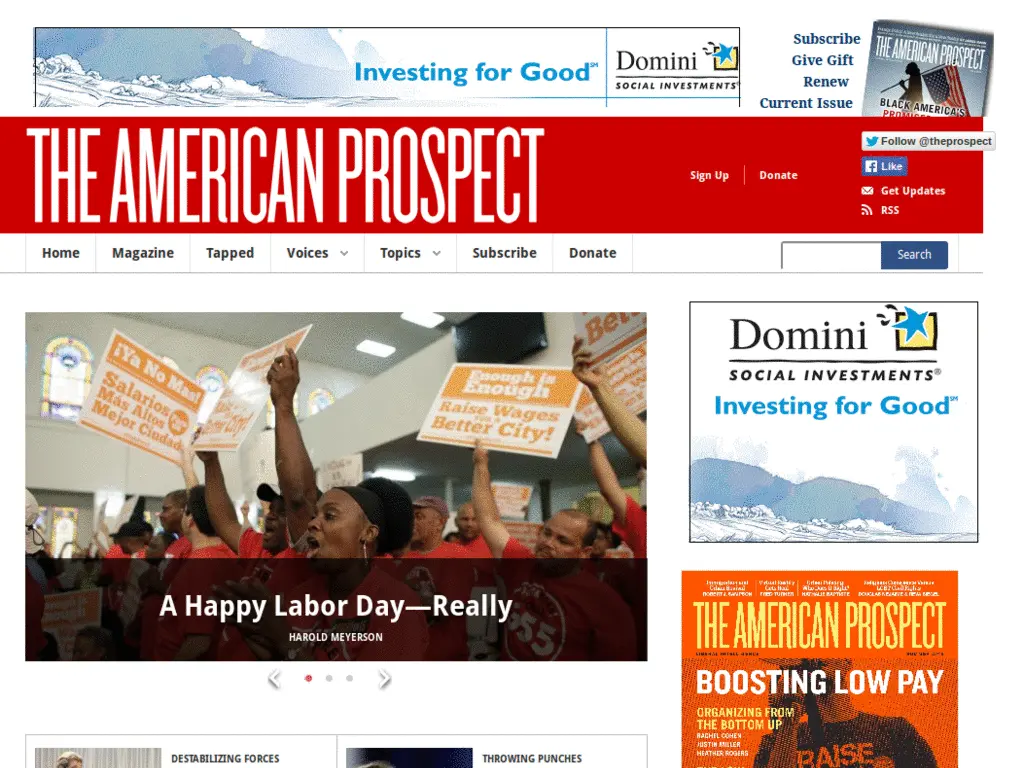 Investing for Good℠
Domini
SOCIAL INVESTMENTS®
Subscribe
Give Gift
Renew
Current Issue
THE AMERICAN PROSPECT
BLACK AMERICA'S
THE AMERICAN PROSPECT
Sign Up
Donate
Follow @theprospect
Like
Get Updates
RSS
Home
Magazine
Tapped
Voices
Topics
Subscribe
Donate
Search
¡Ya No Mas!
Salarios
Más Altos
Mejor Ciudad
Enough is
Enough
Raise Wages
Better City!
A Happy Labor Day—Really
HAROLD MEYERSON
Domini
SOCIAL INVESTMENTS®
Investing for Good℠
THE AMERICAN PROSPECT
BOOSTING LOW PAY
ORGANIZING FROM
THE BOTTOM UP
RACHEL COHEN
JUSTIN MILLER
HEATHER ROGERS
RAISE
DESTABILIZING FORCES
THROWING PUNCHES